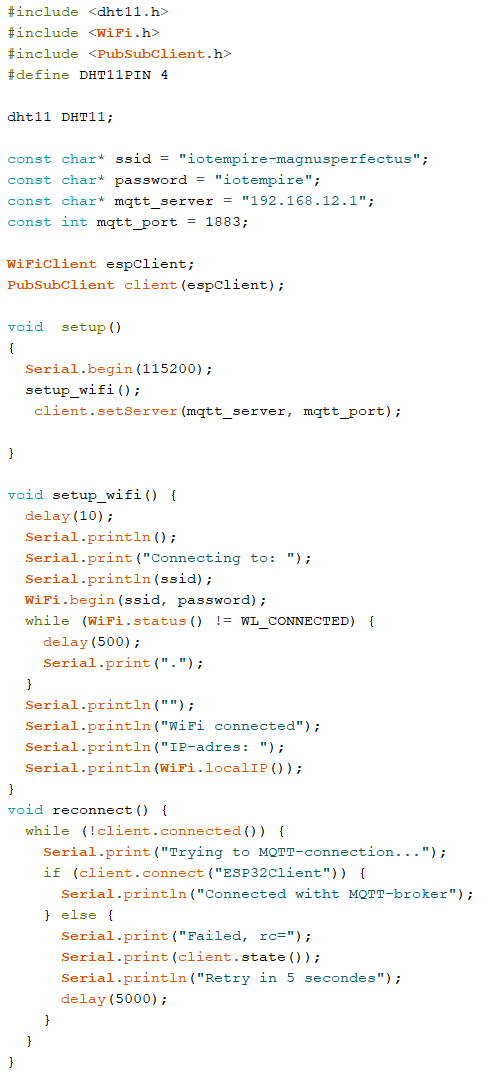 #include <dht11.h>
#include <WiFi.h>
#include <PubSubClient.h>
#define DHT11PIN 4

dht11 DHT11;

const char* ssid = "iotempire-magnusperfectus";
const char* password = "iotempire";
const char* mqtt_server = "192.168.12.1";
const int mqtt_port = 1883;

WiFiClient espClient;
PubSubClient client(espClient);

void  setup()
{
  Serial.begin(115200);
  setup_wifi();
   client.setServer(mqtt_server, mqtt_port);

}

void setup_wifi() {
  delay(10);
  Serial.println();
  Serial.print("Connecting to: ");
  Serial.println(ssid);
  WiFi.begin(ssid, password);
  while (WiFi.status() != WL_CONNECTED) {
    delay(500);
    Serial.print(".");
  }
  Serial.println("");
  Serial.println("WiFi connected");
  Serial.println("IP-adres: ");
  Serial.println(WiFi.localIP());
}
void reconnect() {
  while (!client.connected()) {
    Serial.print("Trying to MQTT-connection...");
    if (client.connect("ESP32Client")) {
      Serial.println("Connected witht MQTT-broker");
    } else {
      Serial.print("Failed, rc=");
      Serial.print(client.state());
      Serial.println("Retry in 5 secondes");
      delay(5000);
    }
  }
}